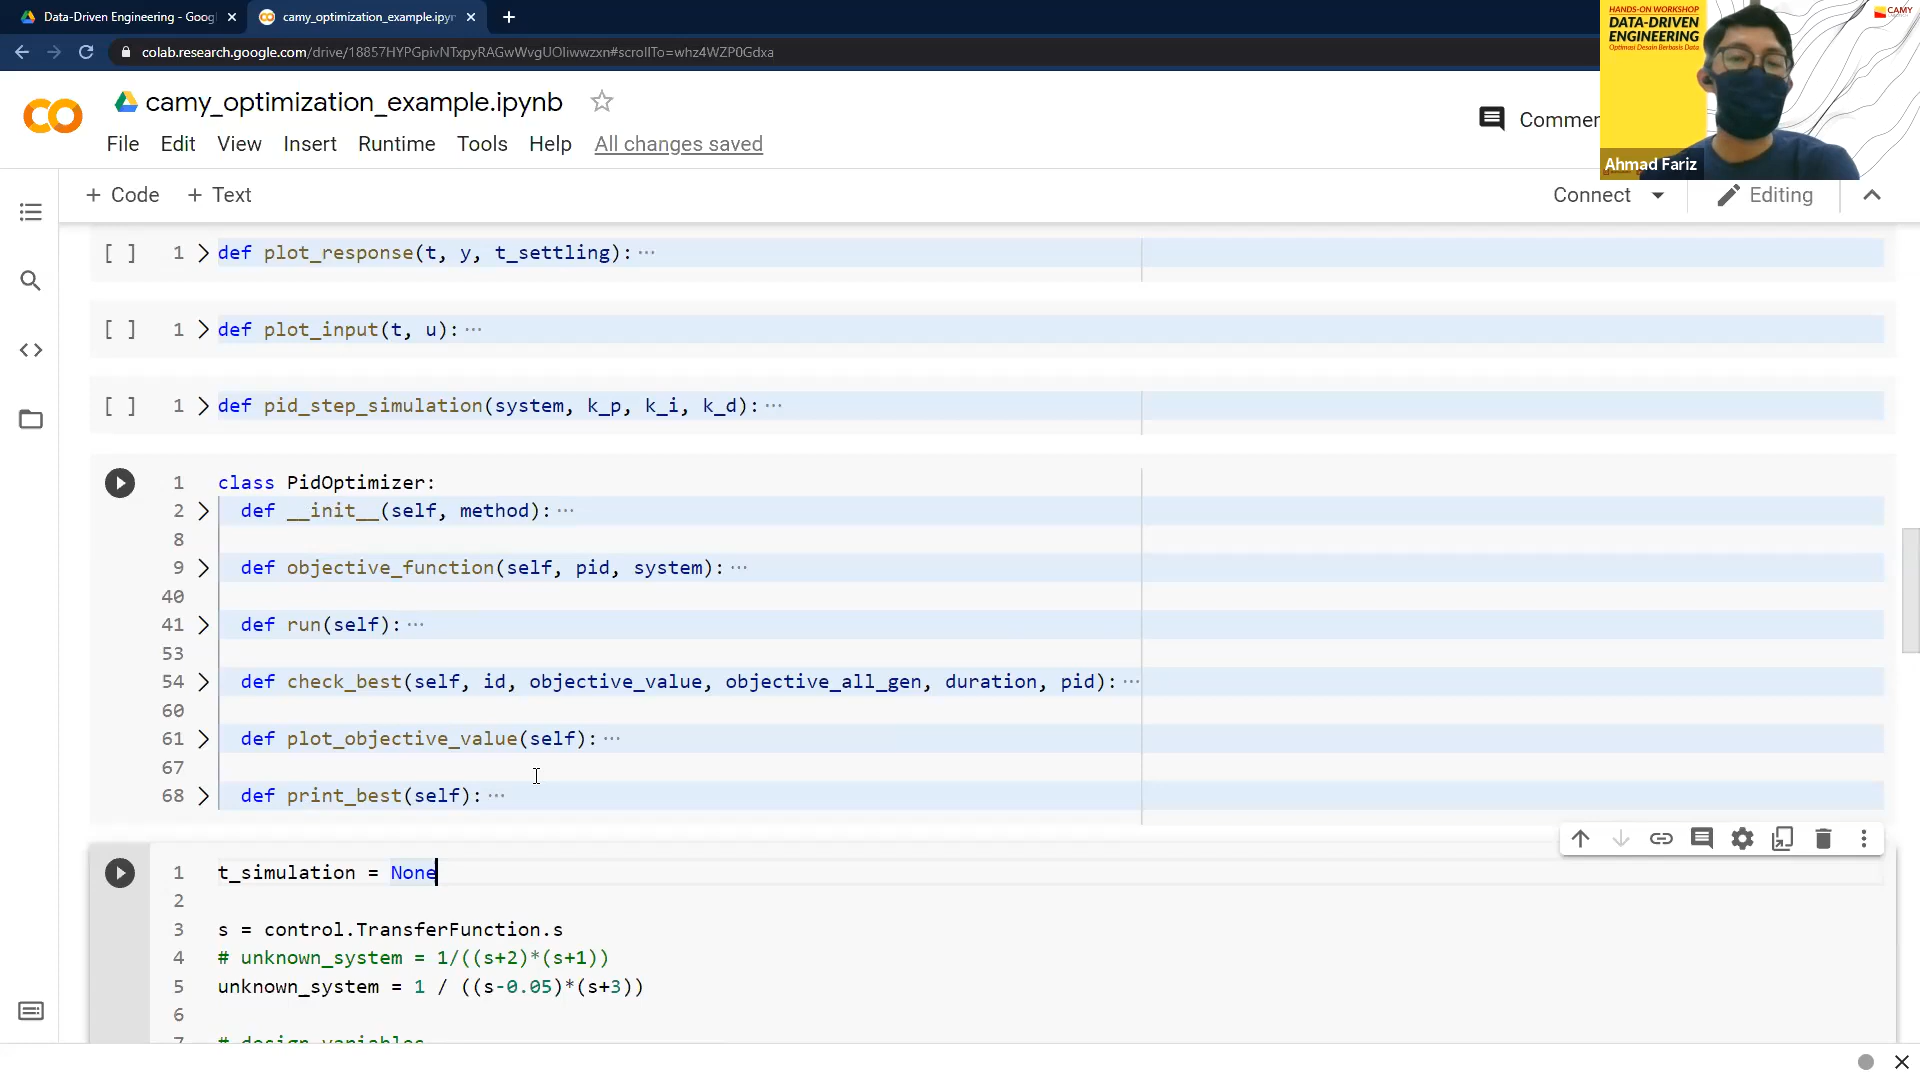 Data-Driven Engineering - Goog
camy_optimization_example.ipyn
colab.research.google.com/drive/18857HYPGpivNTxpyRAGwWvgUOIiwwzxn#scrollTo=whz4WZP0Gdxa
HANDS-ON WORKSHOP
DATA-DRIVEN
ENGINEERING
Optimasi Desain Berbasis Data
CAMY
Ahmad Fariz
camy_optimization_example.ipynb
File Edit View Insert Runtime Tools Help All changes saved
Commen
+ Code + Text
Connect Editing
[ ] 1 def plot_response(t, y, t_settling): ...
[ ] 1 def plot_input(t, u): ...
[ ] 1 def pid_step_simulation(system, k_p, k_i, k_d): ...
1 class PidOptimizer:
2 def __init__(self, method): ...
8
9 def objective_function(self, pid, system): ...
40
41 def run(self): ...
53
54 def check_best(self, id, objective_value, objective_all_gen, duration, pid): ...
60
61 def plot_objective_value(self): ...
67
68 def print_best(self): ...
1 t_simulation = None
2
3 s = control.TransferFunction.s
4 # unknown_system = 1/((s+2)*(s+1))
5 unknown_system = 1 / ((s-0.05)*(s+3))
6
7 # design variables